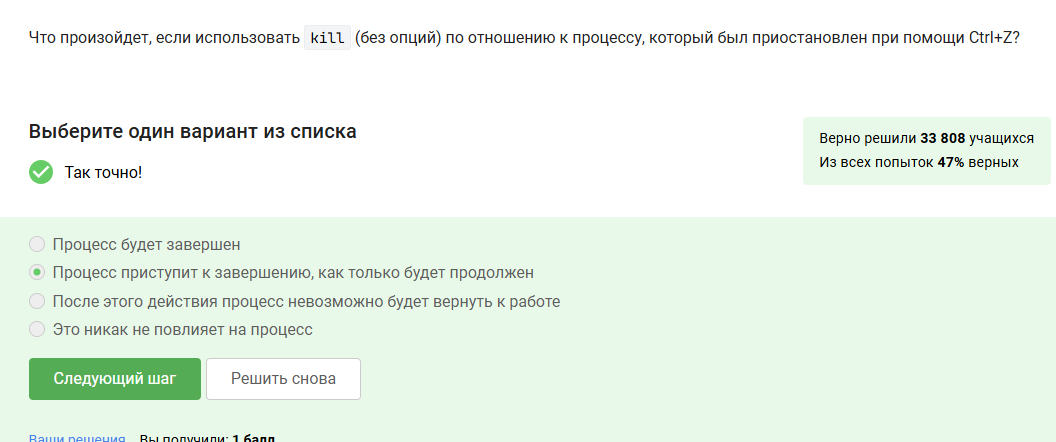 Что произойдет, если использовать kill (без опций) по отношению к процессу, который был приостановлен при помощи Ctrl+Z?
Выберите один вариант из списка
Так точно!
Верно решили 33 808 учащихся
Из всех попыток 47% верных
Процесс будет завершен
Процесс приступит к завершению, как только будет продолжен
После этого действия процесс невозможно будет вернуть к работе
Это никак не повлияет на процесс
Следующий шаг Решить снова
Ваши решения Вы получили: 1 балл